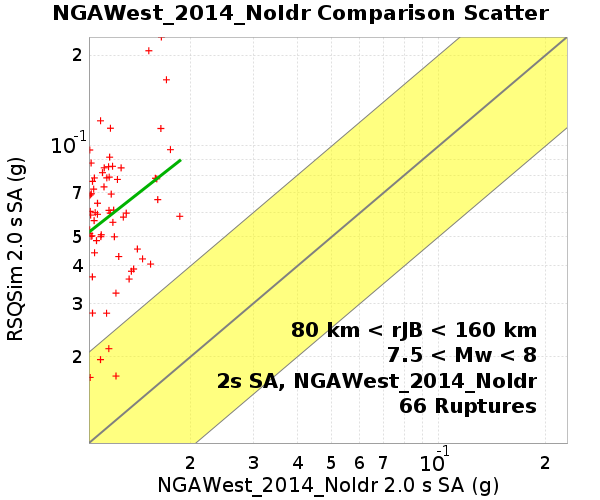 NGAWest_2014_NoIdr Comparison Scatter
RSQSim 2.0 s SA (g)
2
10-1
7
5
4
3
2
80 km < rJB < 160 km
7.5 < Mw < 8
2s SA, NGAWest_2014_NoIdr
66 Ruptures
2 3 4 5 6 7 10-1 2
NGAWest_2014_NoIdr 2.0 s SA (g)